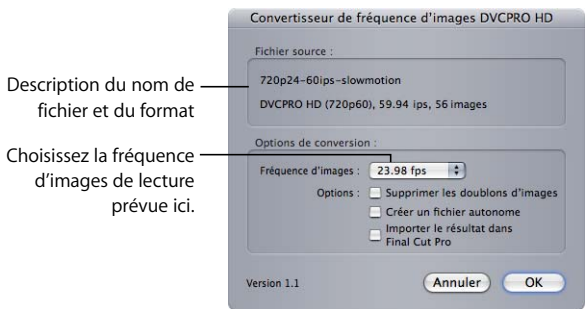 Convertisseur de fréquence d'images DVCPRO HD
Fichier source :
720p24-60ips-slowmotion
DVCPRO HD (720p60), 59.94 ips, 56 images
Description du nom de
fichier et du format
Options de conversion :
Choisissez la fréquence
d'images de lecture
prévue ici.
Fréquence d'images : 23.98 fps
Options : Supprimer les doublons d'images
Créer un fichier autonome
Importer le résultat dans
Final Cut Pro
Version 1.1 Annuler OK